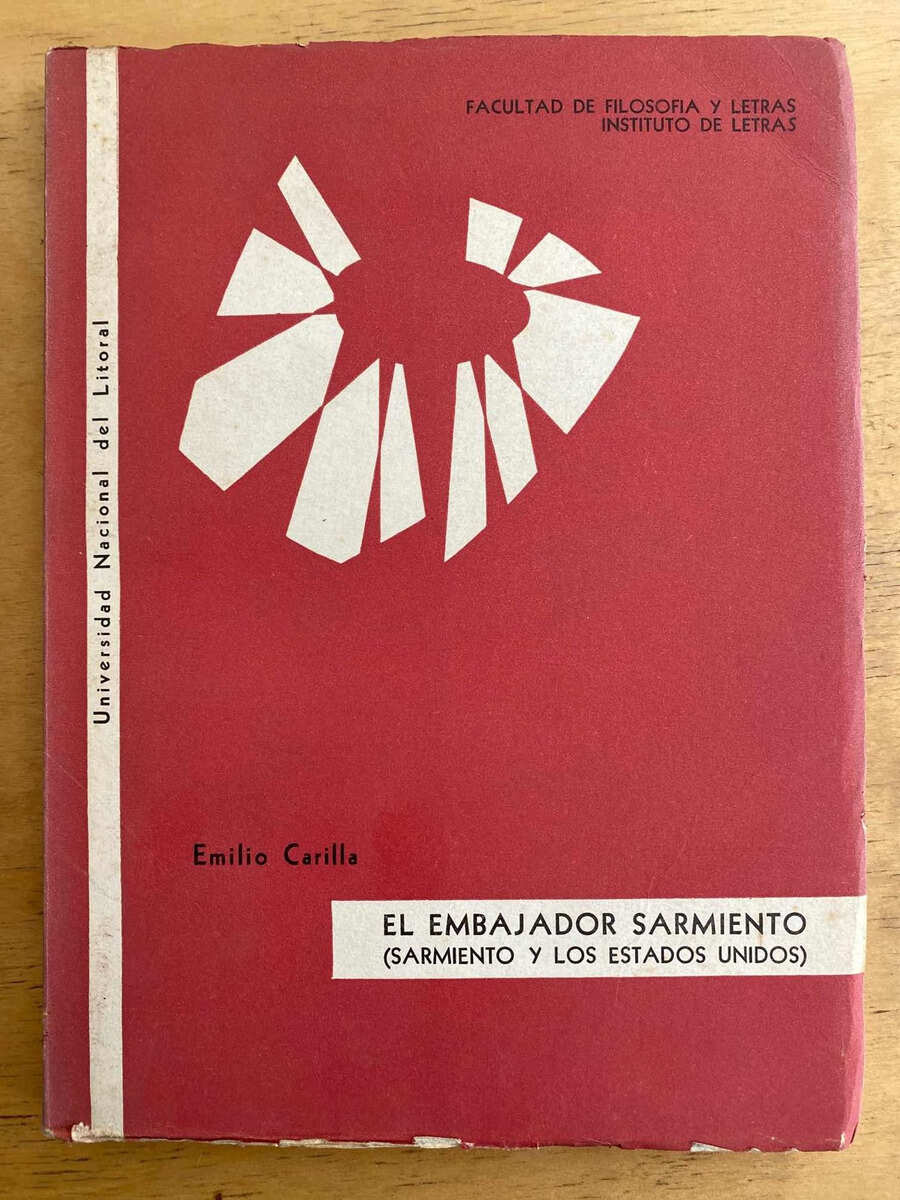 FACULTAD DE FILOSOFIA Y LETRAS
INSTITUTO DE LETRAS
Universidad Nacional del Litoral
Emilio Carilla
EL EMBAJADOR SARMIENTO
(SARMIENTO Y LOS ESTADOS UNIDOS)